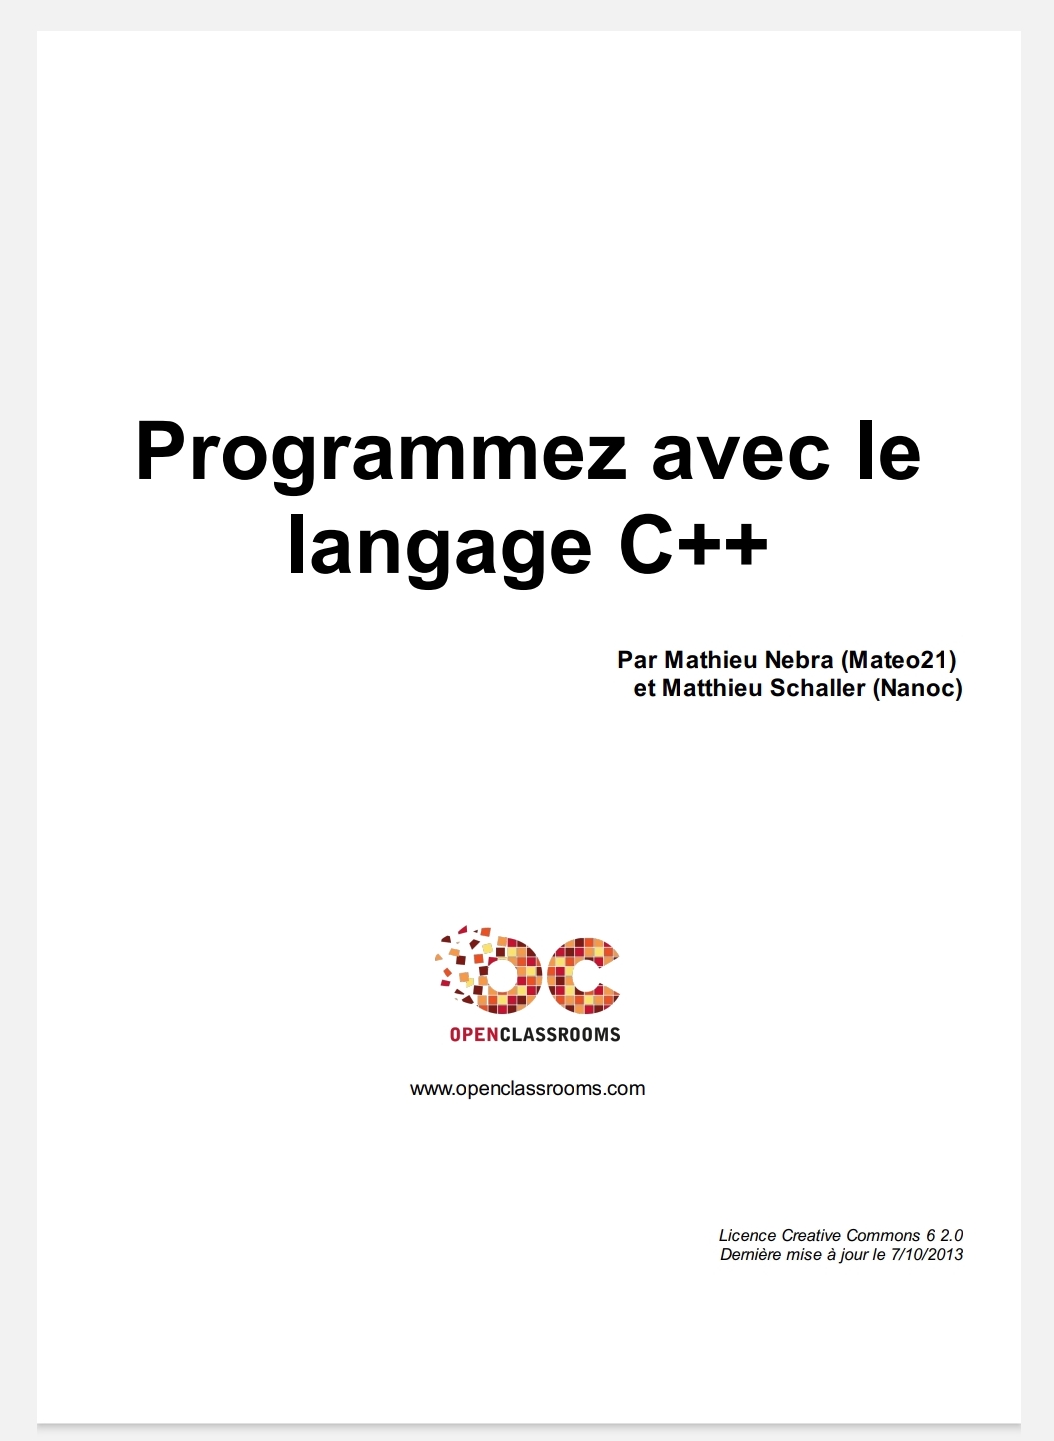 Programmez avec le
langage C++
Par Mathieu Nebra (Mateo21)
et Matthieu Schaller (Nanoc)
OPENCLASSROOMS
www.openclassrooms.com
Licence Creative Commons 6 2.0
Dernière mise à jour le 7/10/2013